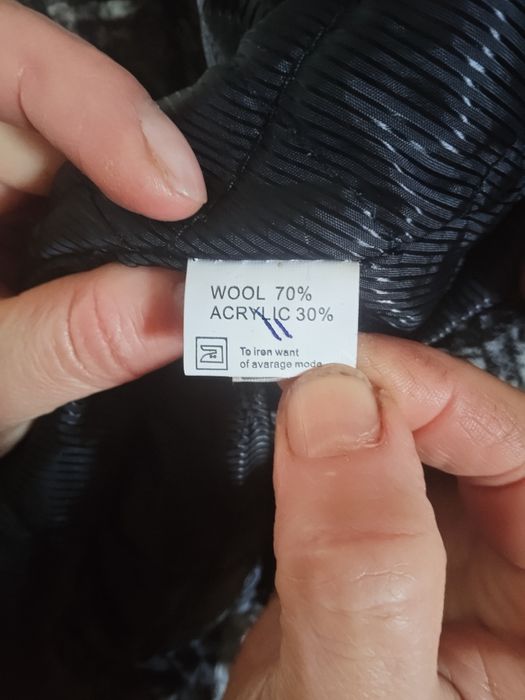 WOOL 70%
ACRYLIC 30%
To iron want
of avarage mode